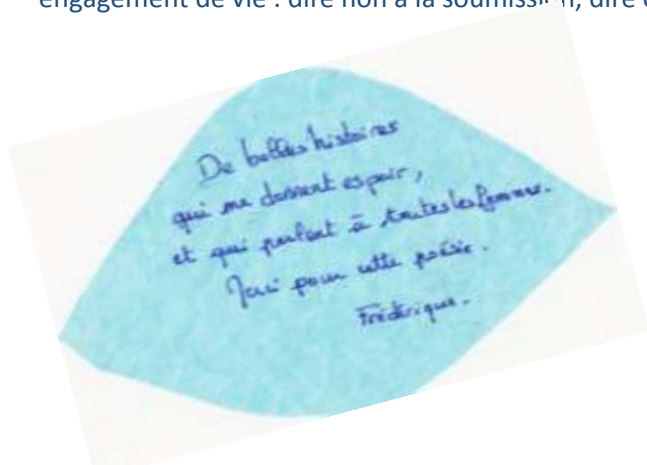 engagement de vie : dire non à la soumission, dire
De belles histoires
qui me donnent espoir,
et qui parlent à toutes les femmes.
Merci pour cette poésie.
Frédérique.